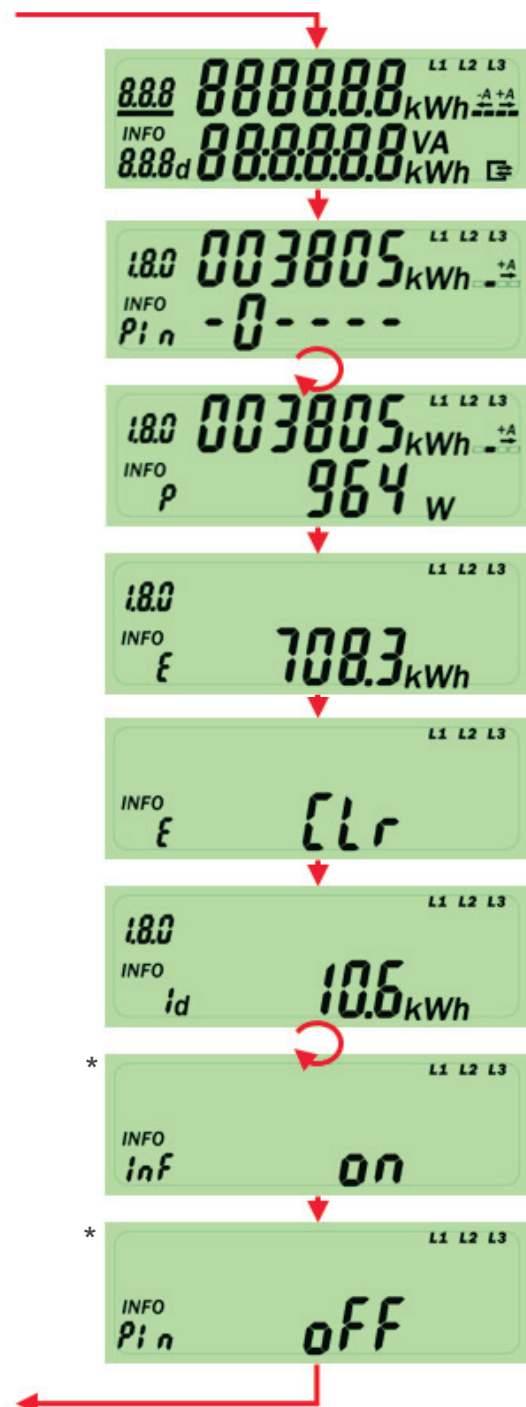 L1 L2 L3
8.8.8 888888.8 kWh -A +A
INFO VA
8.8.8 d 88:8:8:8.8 kWh
L1 L2 L3
1.8.0 003805 kWh +A
INFO
PIn -0----
L1 L2 L3
1.8.0 003805 kWh +A
INFO
P 964 W
L1 L2 L3
1.8.0
INFO
E 708.3 kWh
L1 L2 L3
INFO
E CLr
L1 L2 L3
1.8.0
INFO
1d 10.6 kWh
*
L1 L2 L3
INFO
InF on
*
L1 L2 L3
INFO
PIn oFF